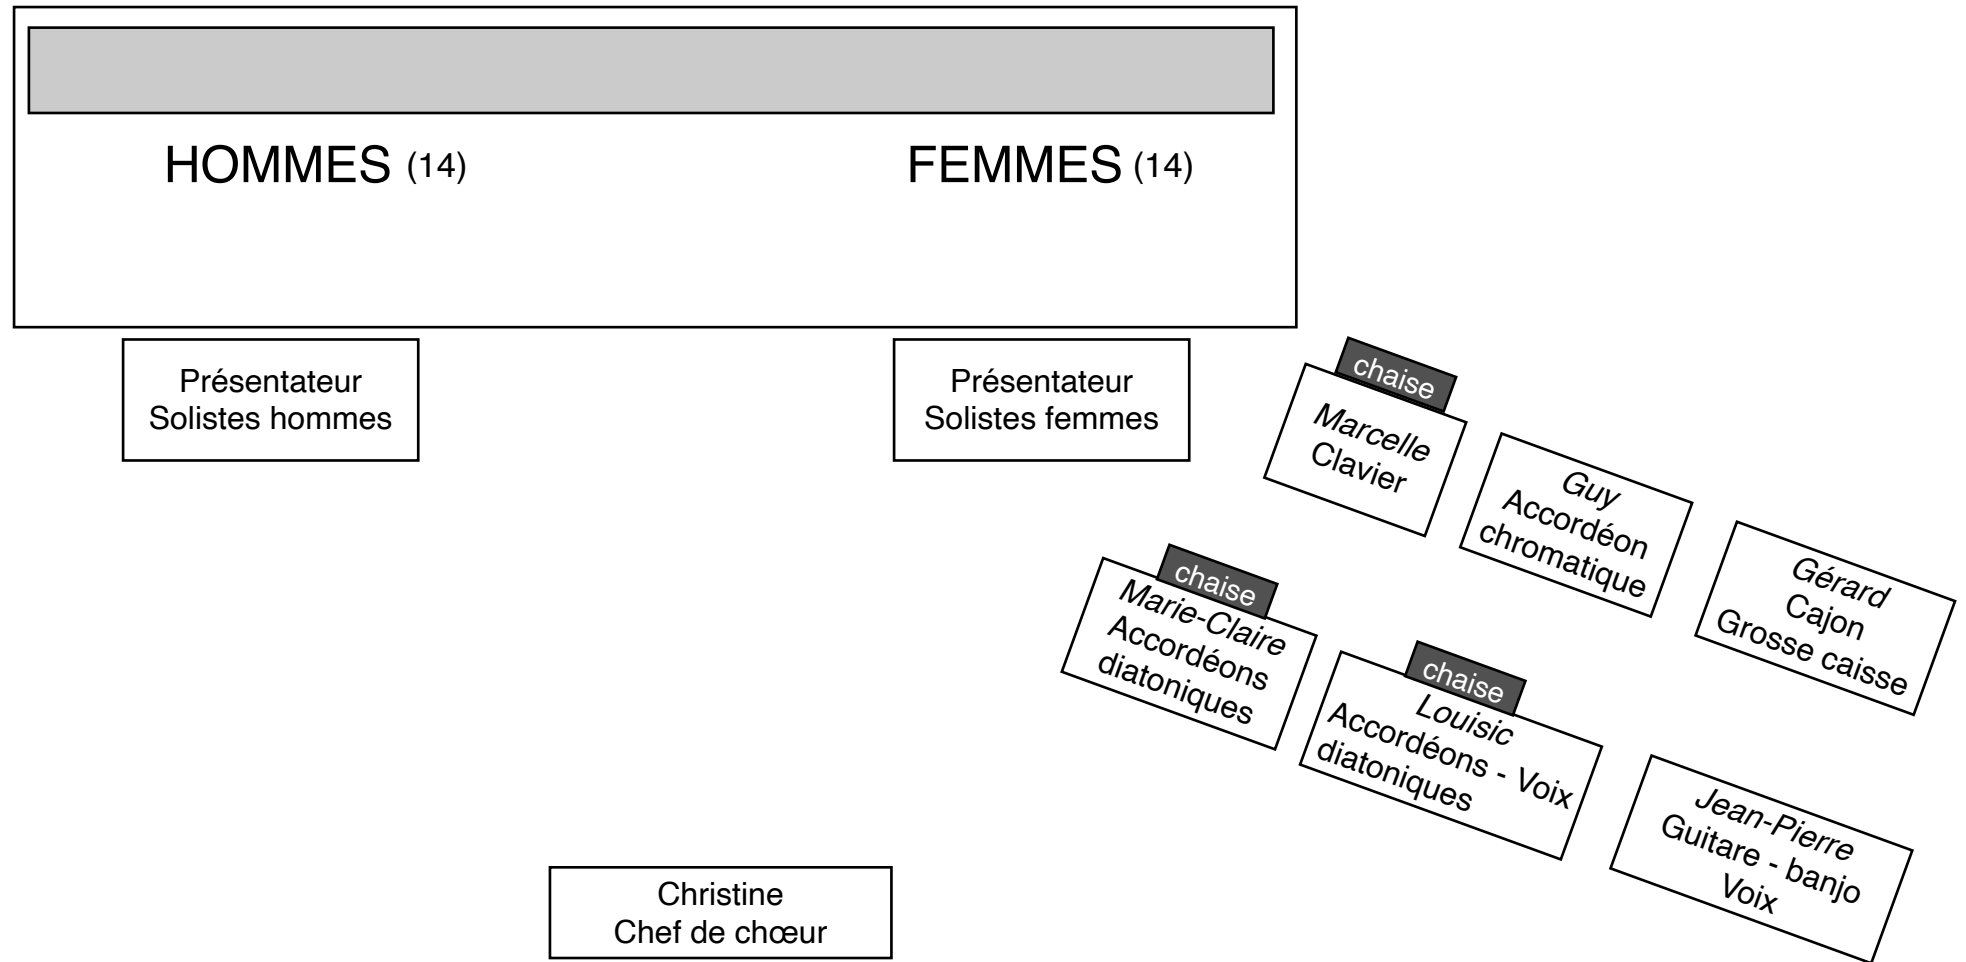 HOMMES (14)
FEMMES (14)
Présentateur
Solistes hommes
Présentateur
Solistes femmes
chaise
Marcelle
Clavier
Guy
Accordéon
chromatique
Gérard
Cajon
Grosse caisse
chaise
Marie-Claire
Accordéons
diatoniques
chaise
Louisic
Accordéons - Voix
diatoniques
Jean-Pierre
Guitare - banjo
Voix
Christine
Chef de chœur